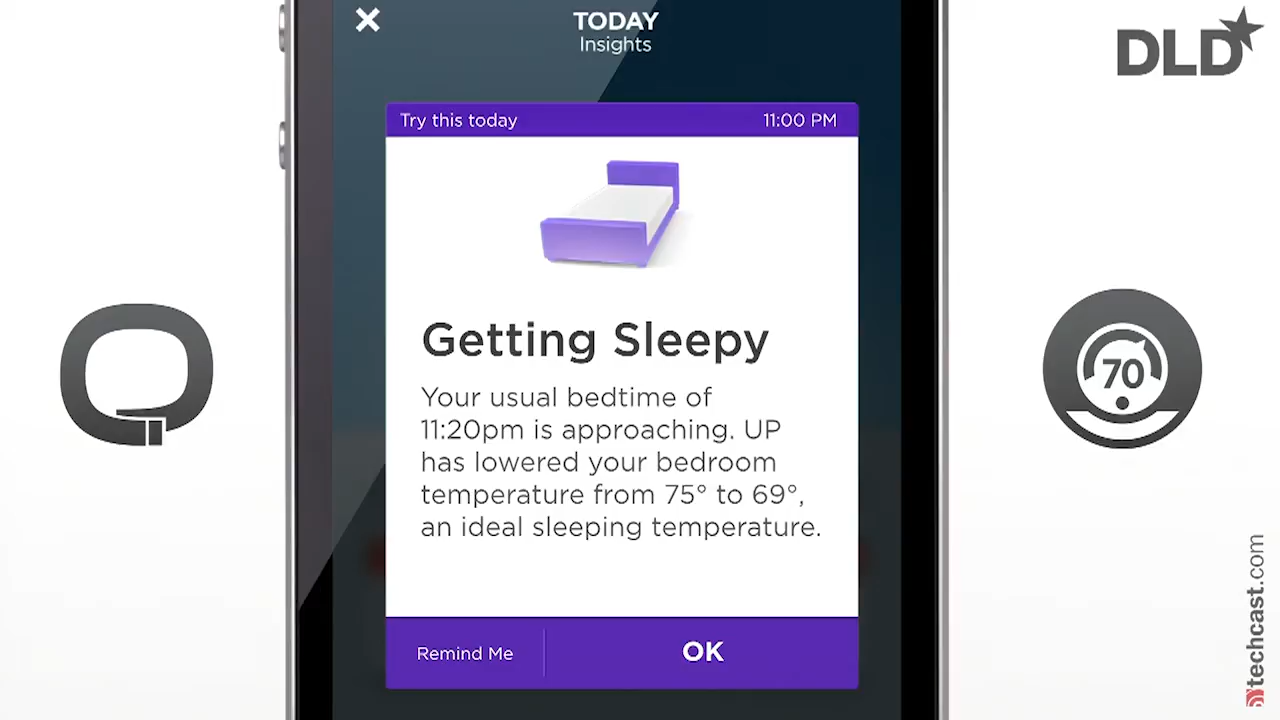 TODAY
Insights
DLD
Try this today 11:00 PM
Getting Sleepy
Your usual bedtime of
11:20pm is approaching. UP
has lowered your bedroom
temperature from 75° to 69°,
an ideal sleeping temperature.
70
Remind Me OK
techcast.com